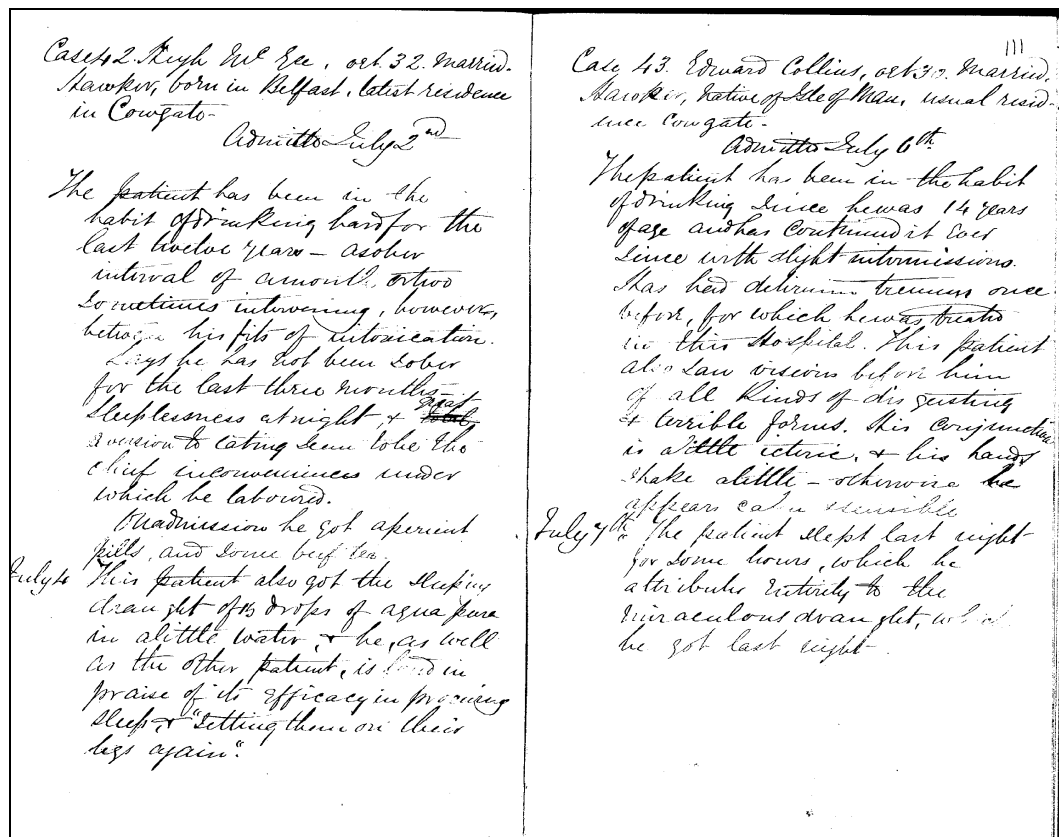 Case 42. Hugh Mc Gee, aet. 32. Married.
Hawker, born in Belfast, latest residence
in Cowgate-
Admitted July 2nd
The patient has been in the
habit of drinking hard for the
last twelve years - a sober
interval of a month, or two
sometimes intervening, however,
between his fits of intoxication.
Says he has not been sober
for the last three months
Sleeplessness at night, & great
aversion to eating seem to be the
chief inconveniences under
which he laboured.
On admission he got aperient
pills, and some beef tea.
July 4 This patient also got the sleeping
draught of 15 drops of aqua pura
in a little water, & he, as well
as the other patient, is loud in
praise of its efficacy in procuring
sleep, & "setting them on their
legs again".
111
Case 43. Edward Collins, aet 30. Married,
Hawker, Native of Isle of Man, usual resid-
ence Cowgate-
Admitted July 6th
The patient has been in the habit
of drinking since he was 14 years
of age and has continued it ever
since with slight intermissions.
Has had delirium tremens once
before, for which he was treated
in this Hospital. This patient
also saw visions before him
of all kinds of disgusting
& terrible forms. His conjunctiva
is a little icteric, & his hands
shake a little - otherwise he
appears calm & sensible
July 7th. The patient slept last night
for some hours, which he
attributes entirely to the
miraculous draught, which
he got last night-